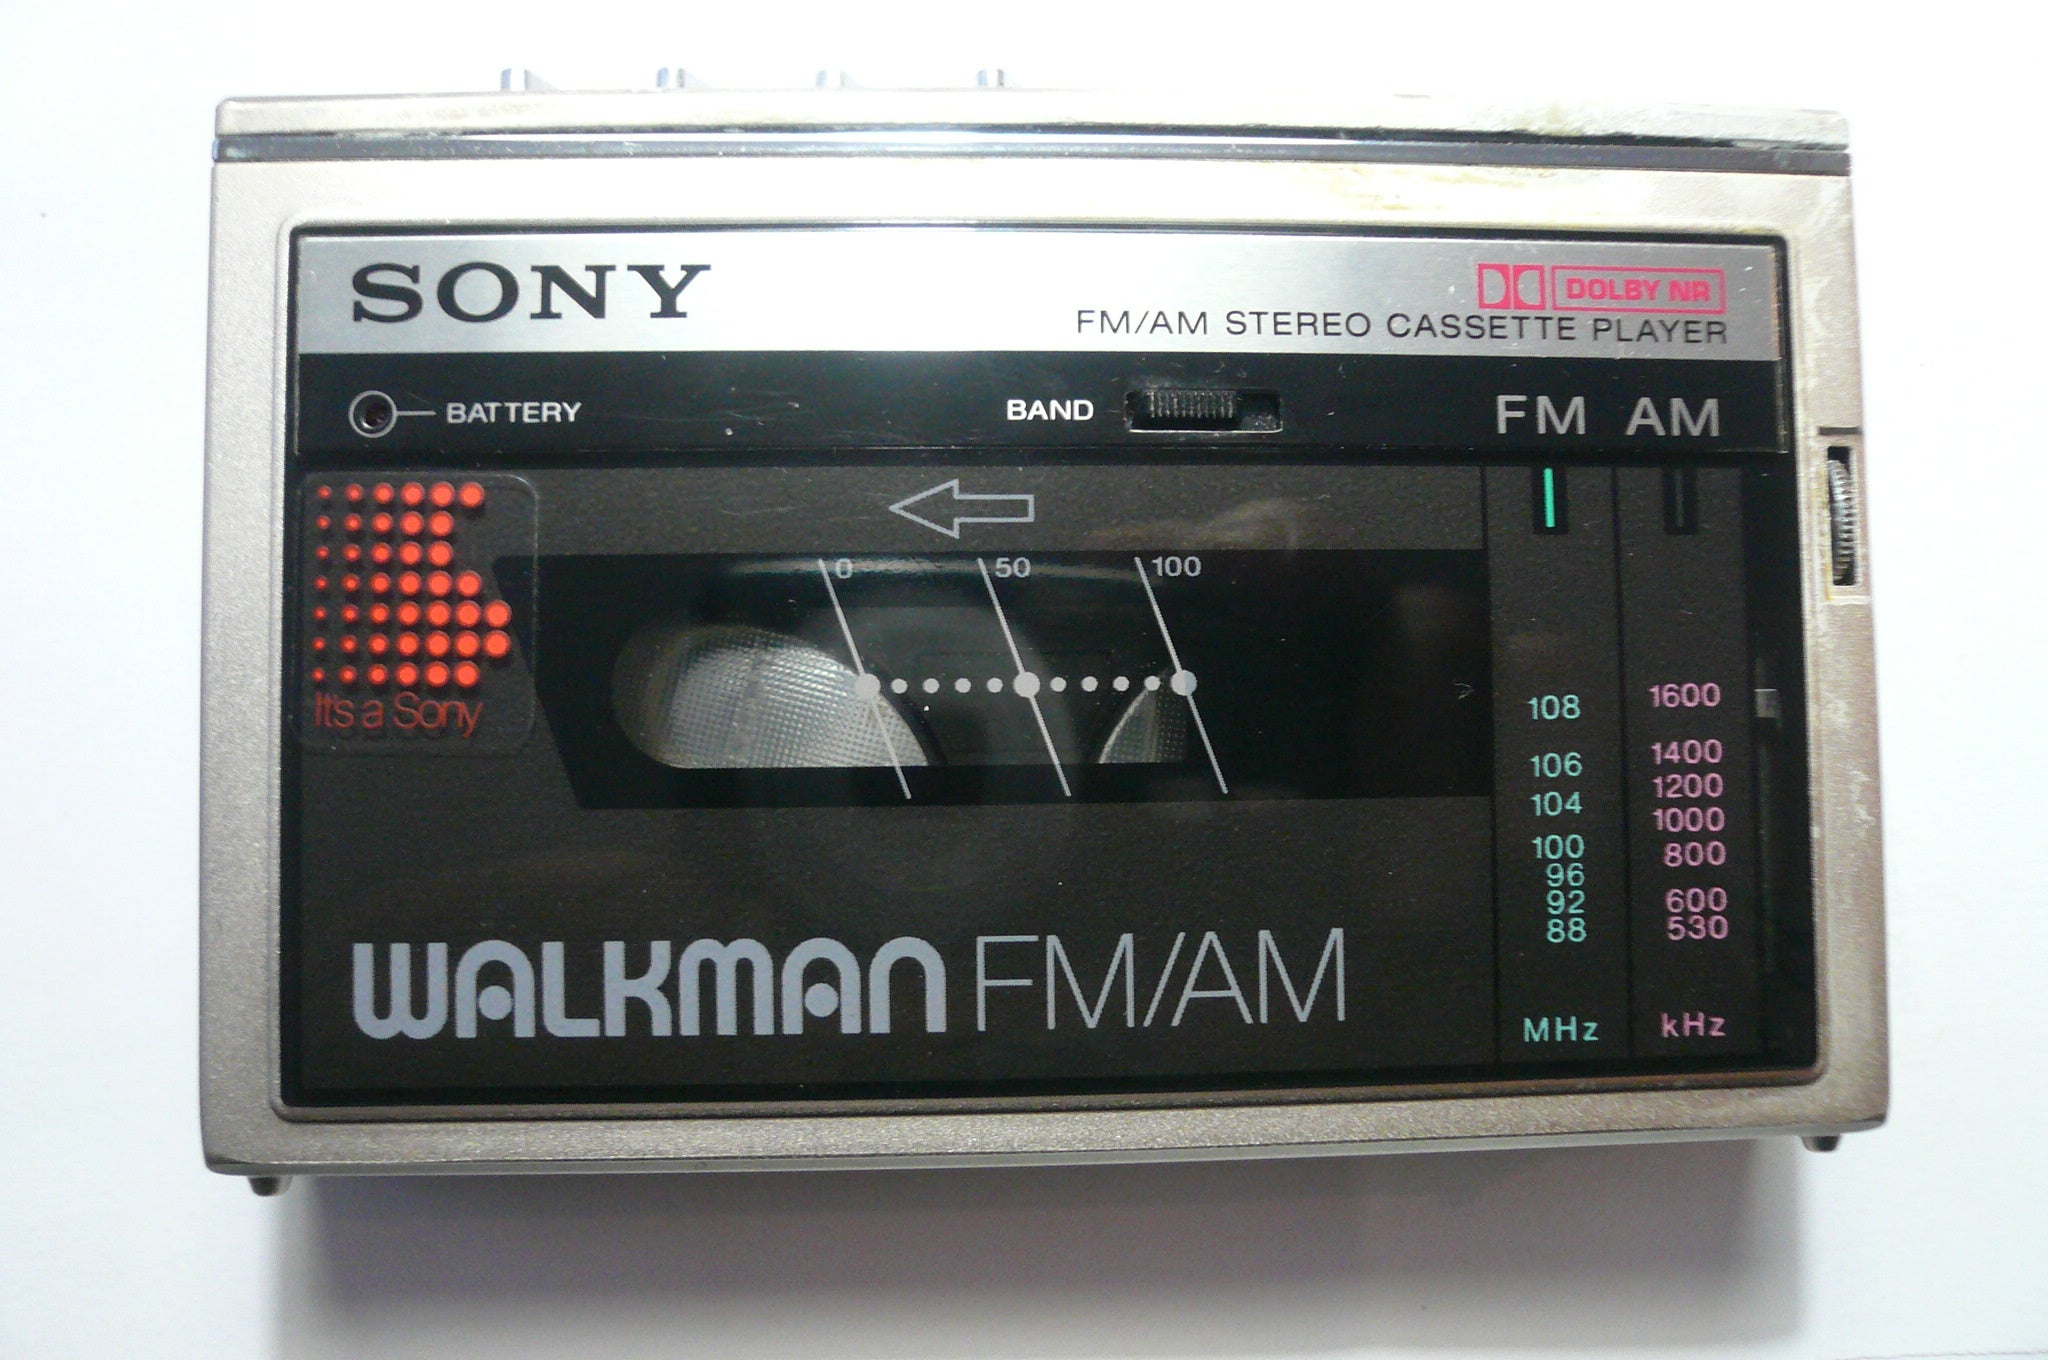 SONY
DOLBY NR
FM/AM STEREO CASSETTE PLAYER
BATTERY
BAND
FM AM
It's a Sony
0 50 100
108 1600
106 1400
104 1200
100 1000
96 800
92 600
88 530
MHz kHz
WALKMAN FM/AM